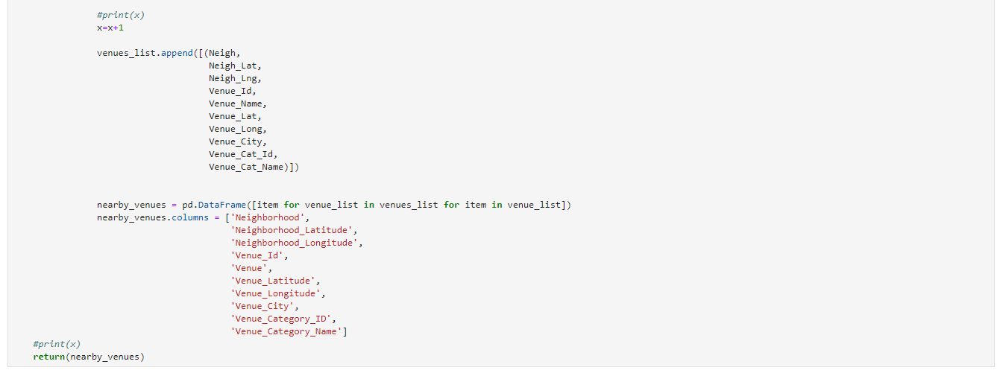 #print(x)
x=x+1
venues_list.append([(Neigh,
Neigh_Lat,
Neigh_Lng,
Venue_Id,
Venue_Name,
Venue_Lat,
Venue_Long,
Venue_City,
Venue_Cat_Id,
Venue_Cat_Name)])
nearby_venues = pd.DataFrame([item for venue_list in venues_list for item in venue_list])
nearby_venues.columns = ['Neighborhood',
'Neighborhood_Latitude',
'Neighborhood_Longitude',
'Venue_Id',
'Venue',
'Venue_Latitude',
'Venue_Longitude',
'Venue_City',
'Venue_Category_ID',
'Venue_Category_Name']
#print(x)
return(nearby_venues)